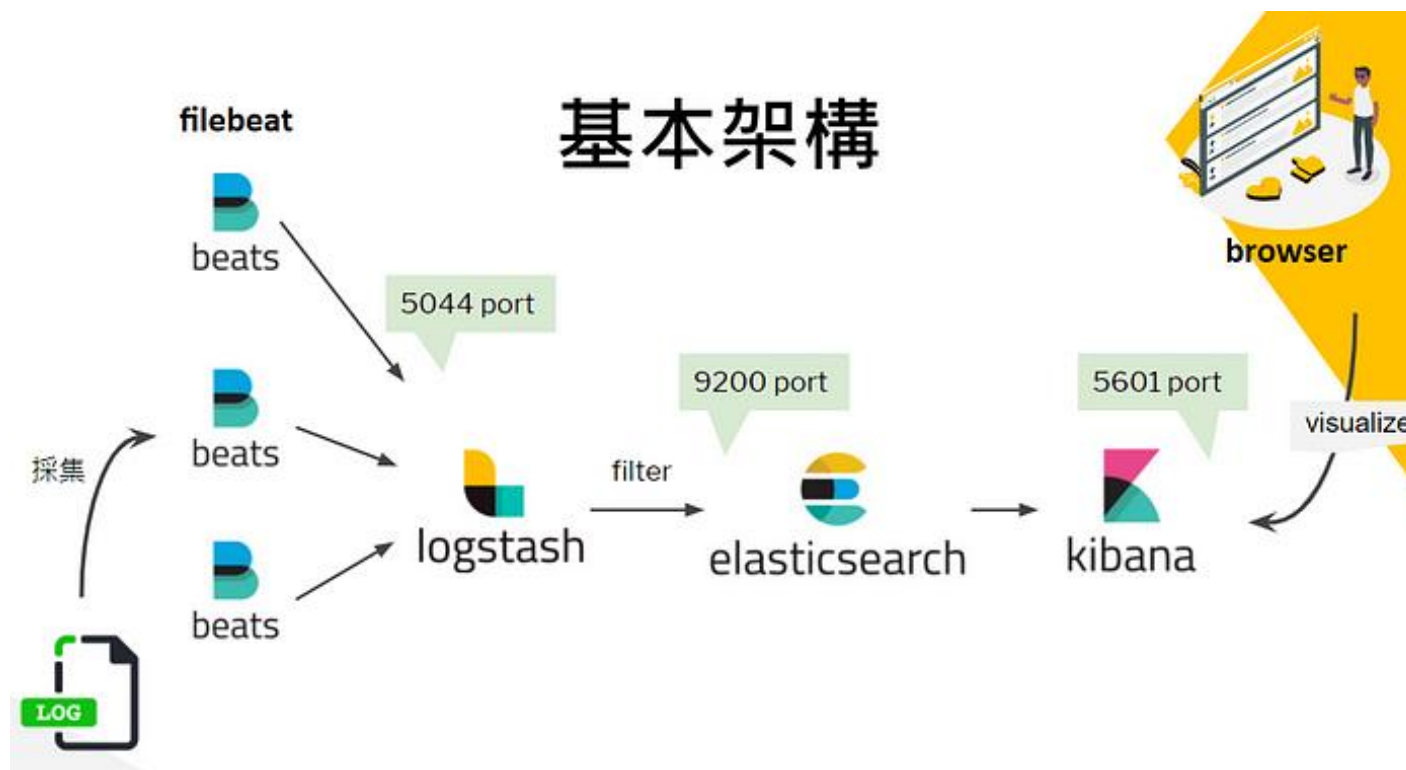 基本架構
filebeat
beats
beats
beats
採集
LOG
5044 port
logstash
filter
9200 port
elasticsearch
5601 port
kibana
browser
visualize